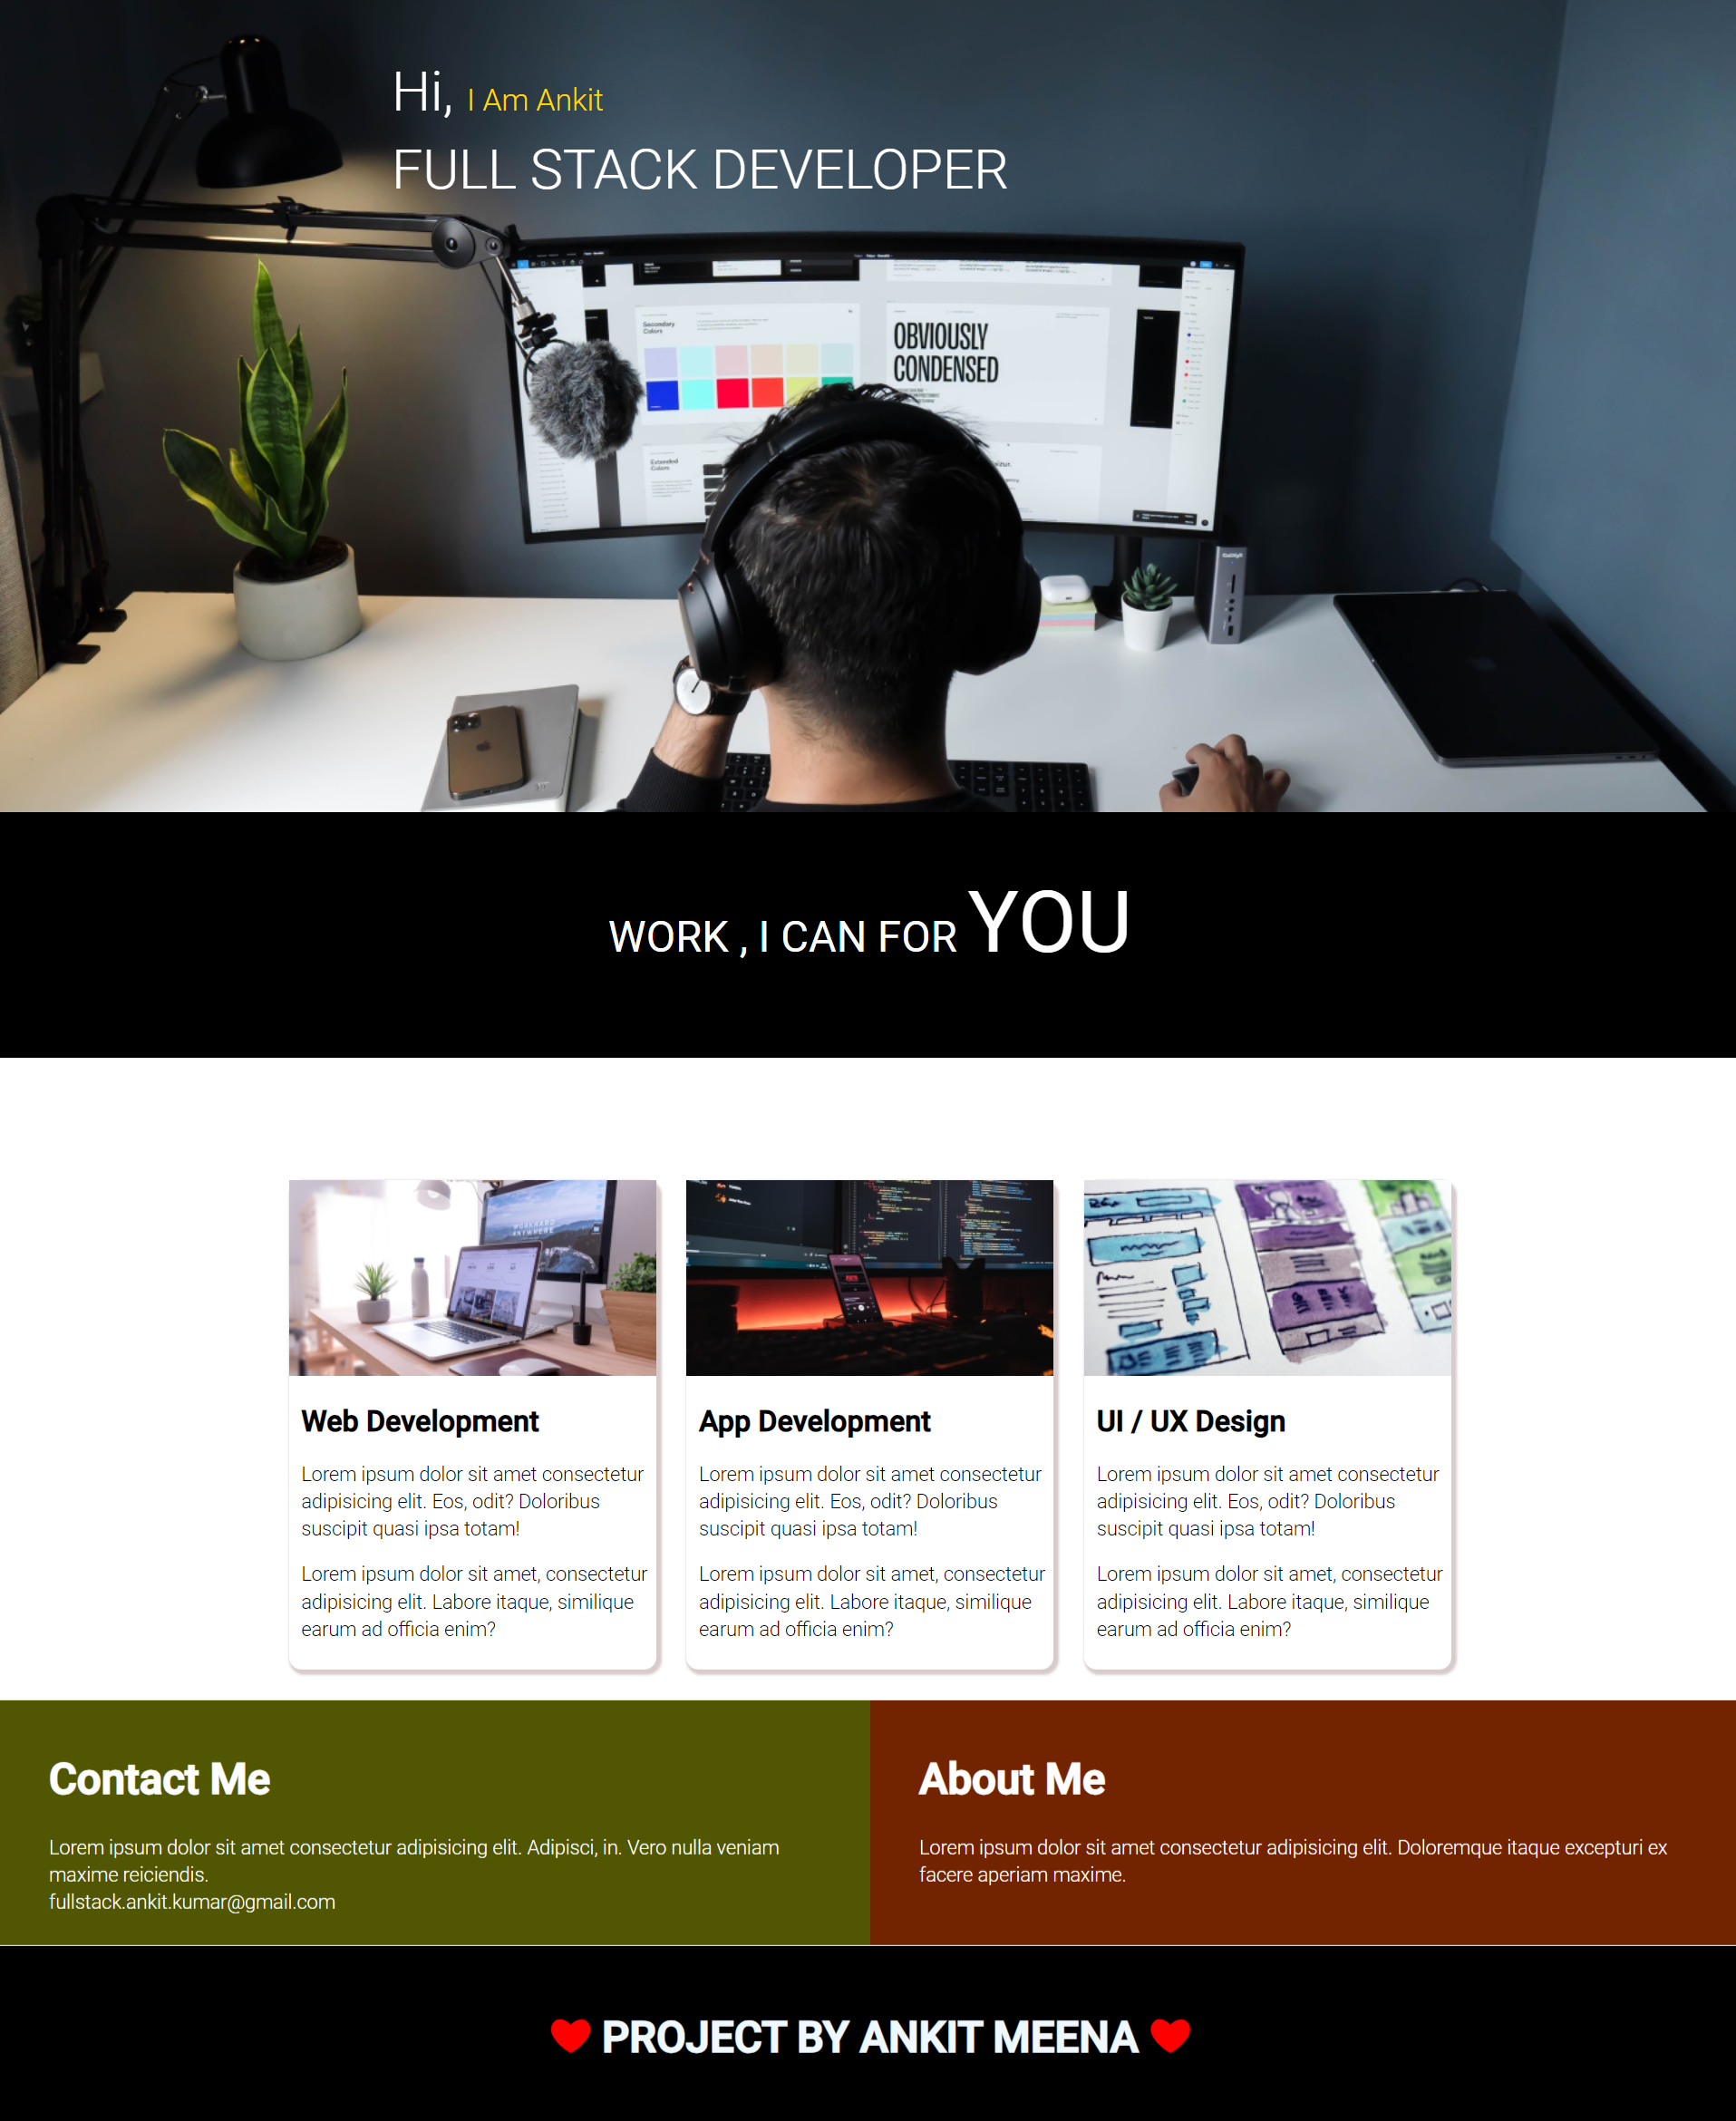 Hi, I Am Ankit
FULL STACK DEVELOPER
Secondary
Colors
OBVIOUSLY
CONDENSED
Extended
Colors
WORK , I CAN FOR YOU
Web Development
Lorem ipsum dolor sit amet consectetur
adipisicing elit. Eos, odit? Doloribus
suscipit quasi ipsa totam!
Lorem ipsum dolor sit amet, consectetur
adipisicing elit. Labore itaque, similique
earum ad officia enim?
App Development
Lorem ipsum dolor sit amet consectetur
adipisicing elit. Eos, odit? Doloribus
suscipit quasi ipsa totam!
Lorem ipsum dolor sit amet, consectetur
adipisicing elit. Labore itaque, similique
earum ad officia enim?
UI / UX Design
Lorem ipsum dolor sit amet consectetur
adipisicing elit. Eos, odit? Doloribus
suscipit quasi ipsa totam!
Lorem ipsum dolor sit amet, consectetur
adipisicing elit. Labore itaque, similique
earum ad officia enim?
Contact Me
Lorem ipsum dolor sit amet consectetur adipisicing elit. Adipisci, in. Vero nulla veniam
maxime reiciendis.
fullstack.ankit.kumar@gmail.com
About Me
Lorem ipsum dolor sit amet consectetur adipisicing elit. Doloremque itaque excepturi ex
facere aperiam maxime.
PROJECT BY ANKIT MEENA